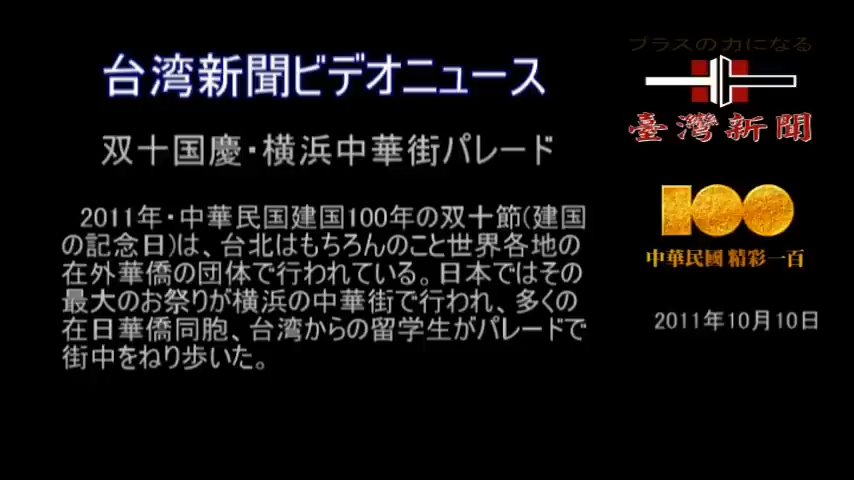 台湾新聞ビデオニュース
双十国慶・横浜中華街パレード
2011年・中華民国建国100年の双十節(建国
の記念日)は、台北はもちろんのこと世界各地の
在外華僑の団体で行われている。日本ではその
最大のお祭りが横浜の中華街で行われ、多くの
在日華僑同胞、台湾からの留学生がパレードで
街中をねり歩いた。
プラスの力になる
臺灣新聞
100
中華民國 精彩一百
2011年10月10日